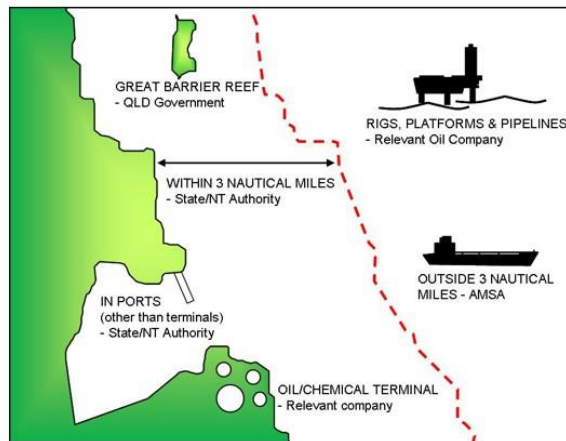 GREAT BARRIER REEF
- QLD Government
RIGS, PLATFORMS & PIPELINES
- Relevant Oil Company
WITHIN 3 NAUTICAL MILES
- State/NT Authority
OUTSIDE 3 NAUTICAL
MILES - AMSA
IN PORTS
(other than terminals)
- State/NT Authority
OIL/CHEMICAL TERMINAL
- Relevant company